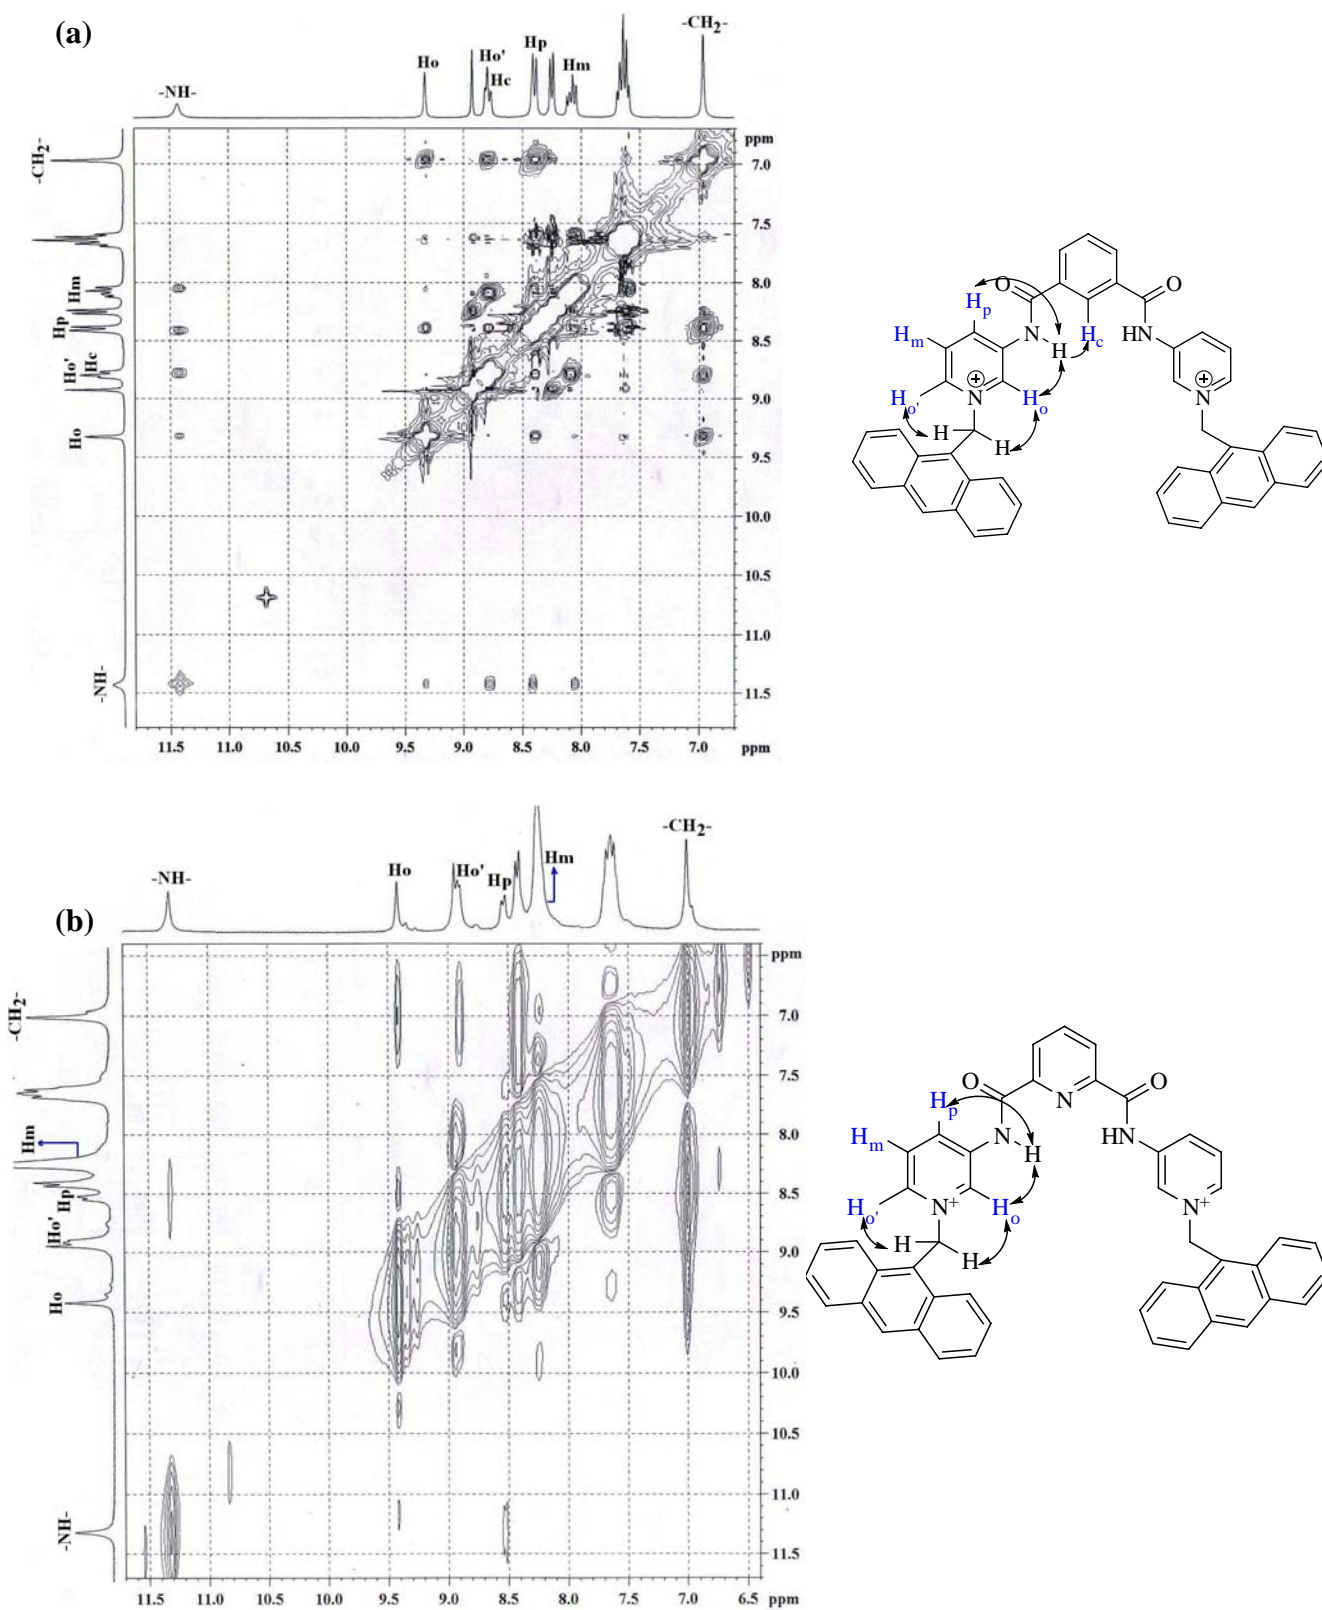 (a)
-NH-
Ho
Ho'
Hc
Hp
Hm
-CH2-
-CH2-
Hm
Hp
Hc
Ho'
Ho
-NH-
ppm
7.0
7.5
8.0
8.5
9.0
9.5
10.0
10.5
11.0
11.5
11.5 11.0 10.5 10.0 9.5 9.0 8.5 8.0 7.5 7.0 ppm
O
O
Hp
Hm
N
H
Hc
HN
+
N
Ho'
Ho
H
H
+
N
(b)
-NH-
Ho
Ho'
Hp
Hm
-CH2-
-CH2-
Hm
Hp
Ho'
Ho
-NH-
ppm
7.0
7.5
8.0
8.5
9.0
9.5
10.0
10.5
11.0
11.5
11.5 11.0 10.5 10.0 9.5 9.0 8.5 8.0 7.5 7.0 6.5 ppm
O
O
N
Hp
Hm
N
H
HN
N+
Ho'
Ho
H
H
N+